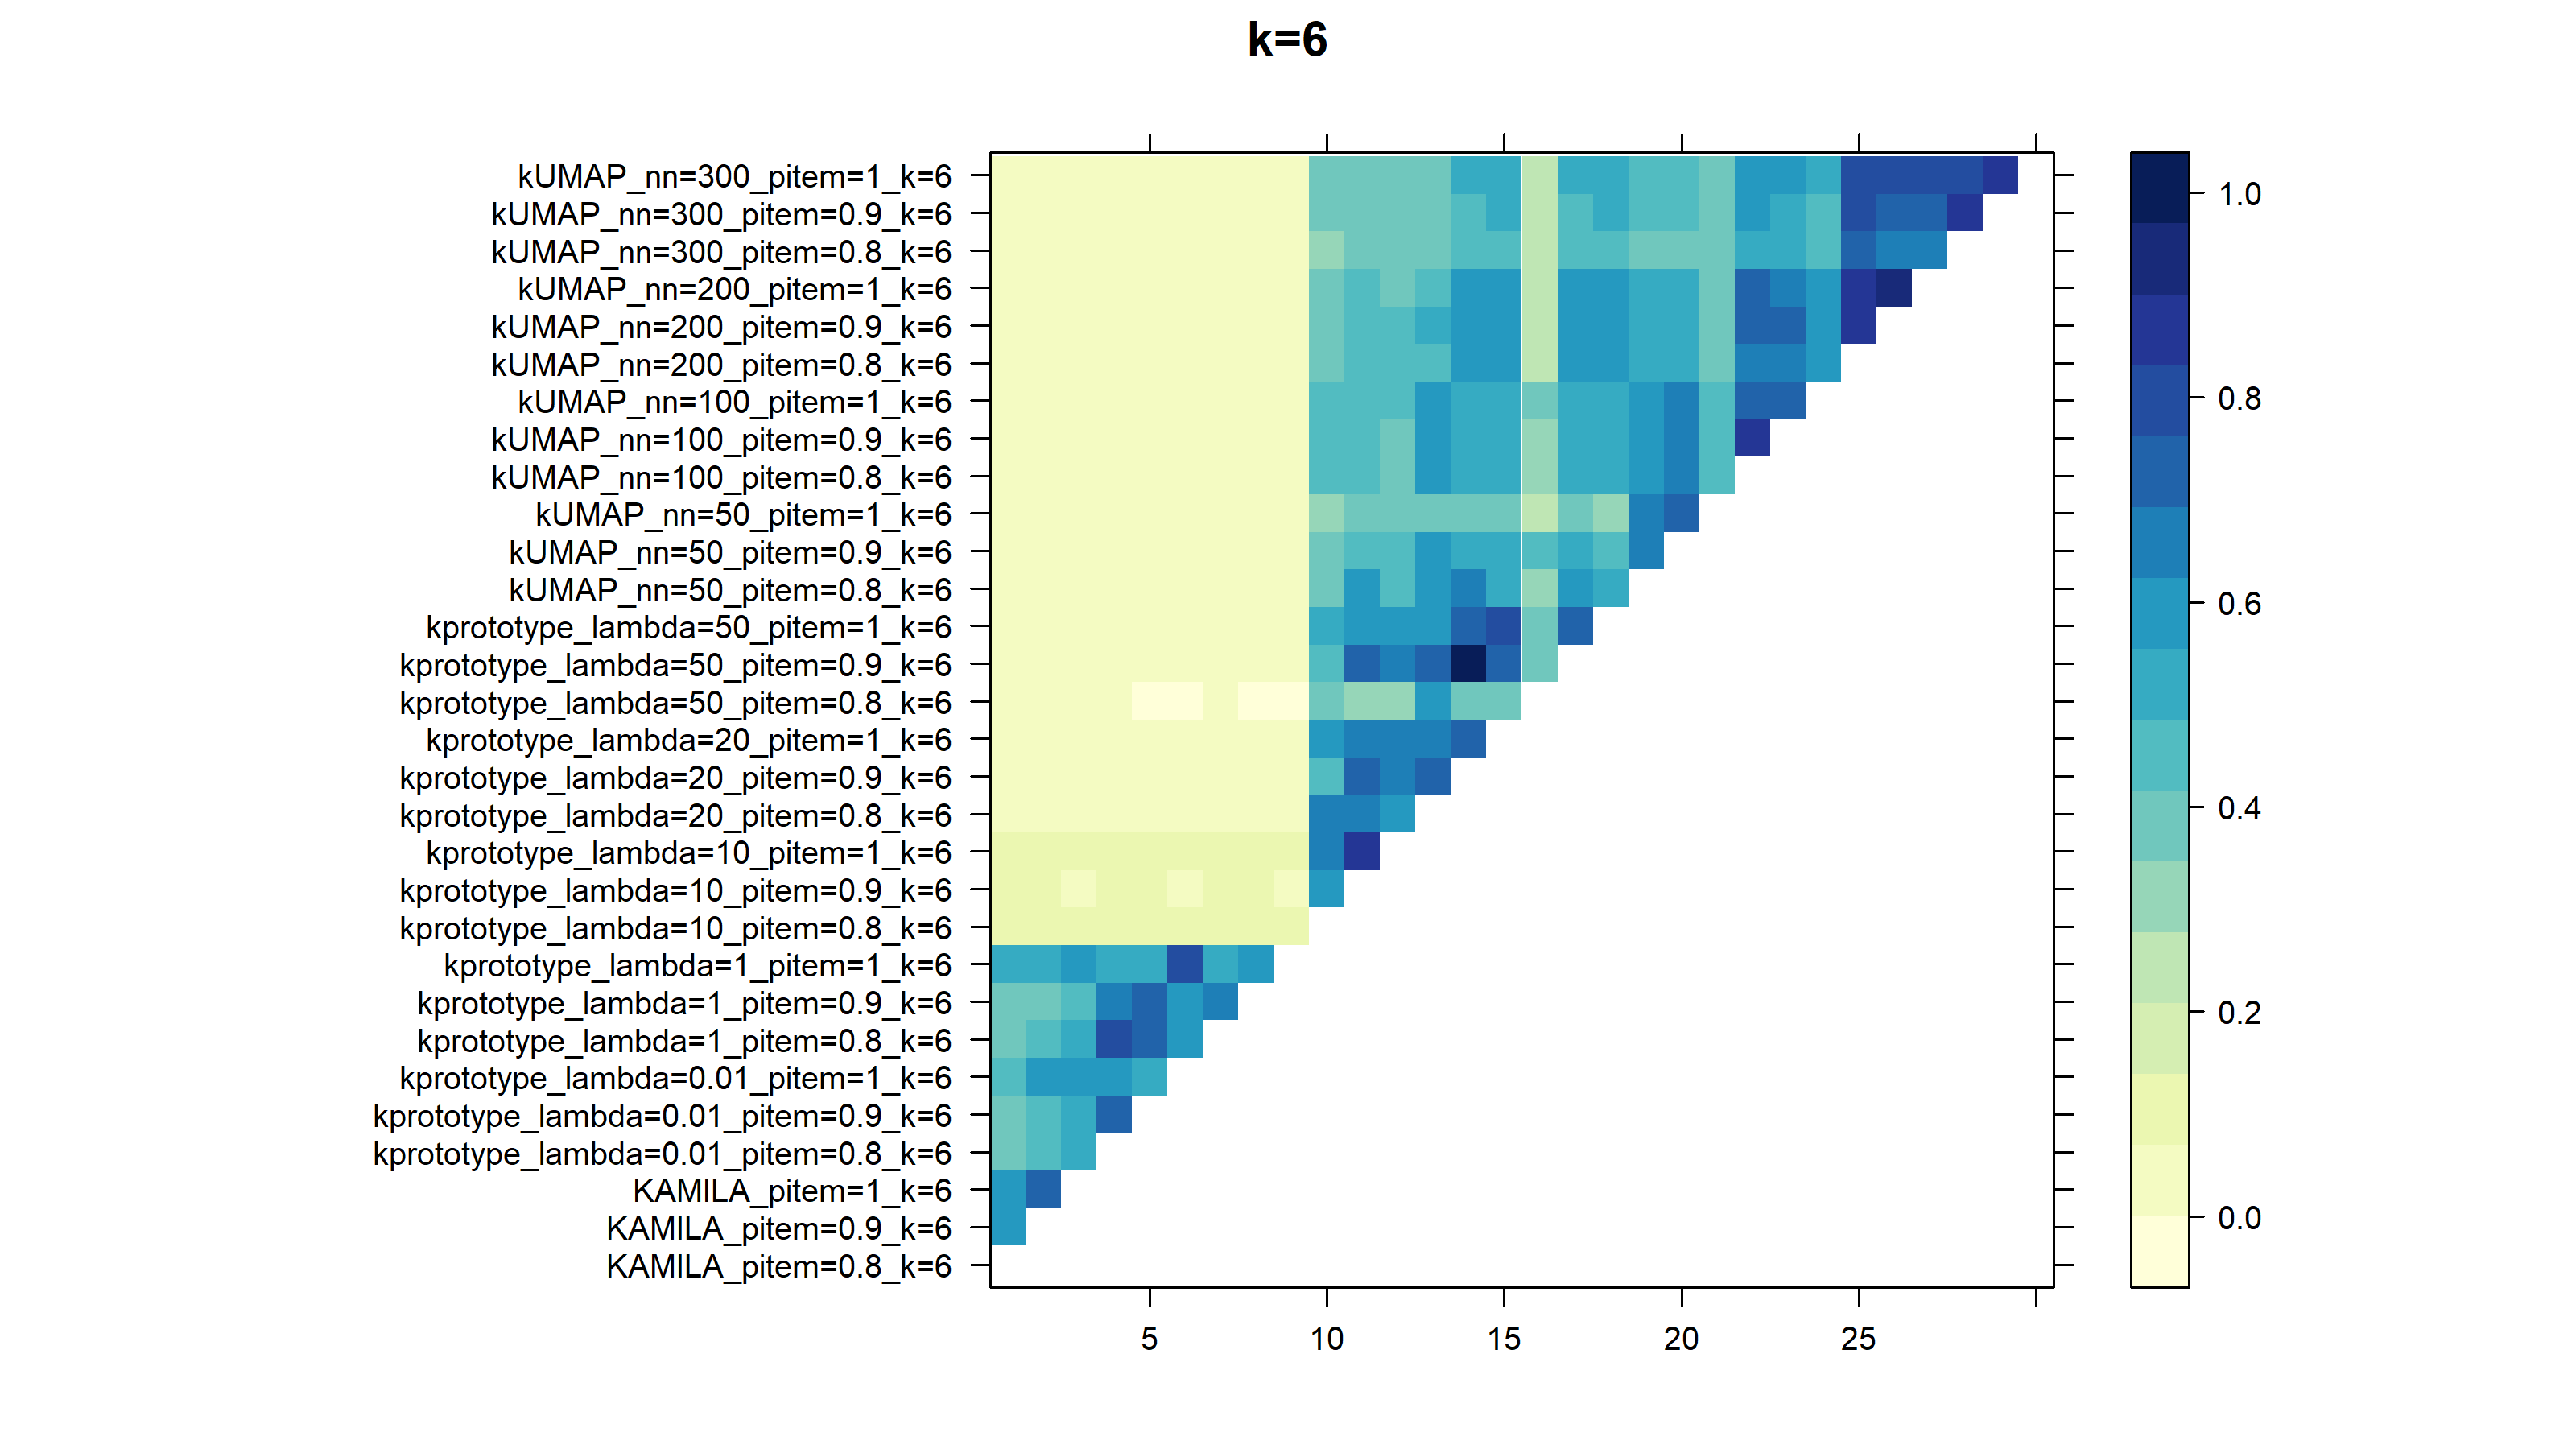 k=6
kUMAP_nn=300_pitem=1_k=6
kUMAP_nn=300_pitem=0.9_k=6
kUMAP_nn=300_pitem=0.8_k=6
kUMAP_nn=200_pitem=1_k=6
kUMAP_nn=200_pitem=0.9_k=6
kUMAP_nn=200_pitem=0.8_k=6
kUMAP_nn=100_pitem=1_k=6
kUMAP_nn=100_pitem=0.9_k=6
kUMAP_nn=100_pitem=0.8_k=6
kUMAP_nn=50_pitem=1_k=6
kUMAP_nn=50_pitem=0.9_k=6
kUMAP_nn=50_pitem=0.8_k=6
kprototype_lambda=50_pitem=1_k=6
kprototype_lambda=50_pitem=0.9_k=6
kprototype_lambda=50_pitem=0.8_k=6
kprototype_lambda=20_pitem=1_k=6
kprototype_lambda=20_pitem=0.9_k=6
kprototype_lambda=20_pitem=0.8_k=6
kprototype_lambda=10_pitem=1_k=6
kprototype_lambda=10_pitem=0.9_k=6
kprototype_lambda=10_pitem=0.8_k=6
kprototype_lambda=1_pitem=1_k=6
kprototype_lambda=1_pitem=0.9_k=6
kprototype_lambda=1_pitem=0.8_k=6
kprototype_lambda=0.01_pitem=1_k=6
kprototype_lambda=0.01_pitem=0.9_k=6
kprototype_lambda=0.01_pitem=0.8_k=6
KAMILA_pitem=1_k=6
KAMILA_pitem=0.9_k=6
KAMILA_pitem=0.8_k=6
5 10 15 20 25
1.0
0.8
0.6
0.4
0.2
0.0